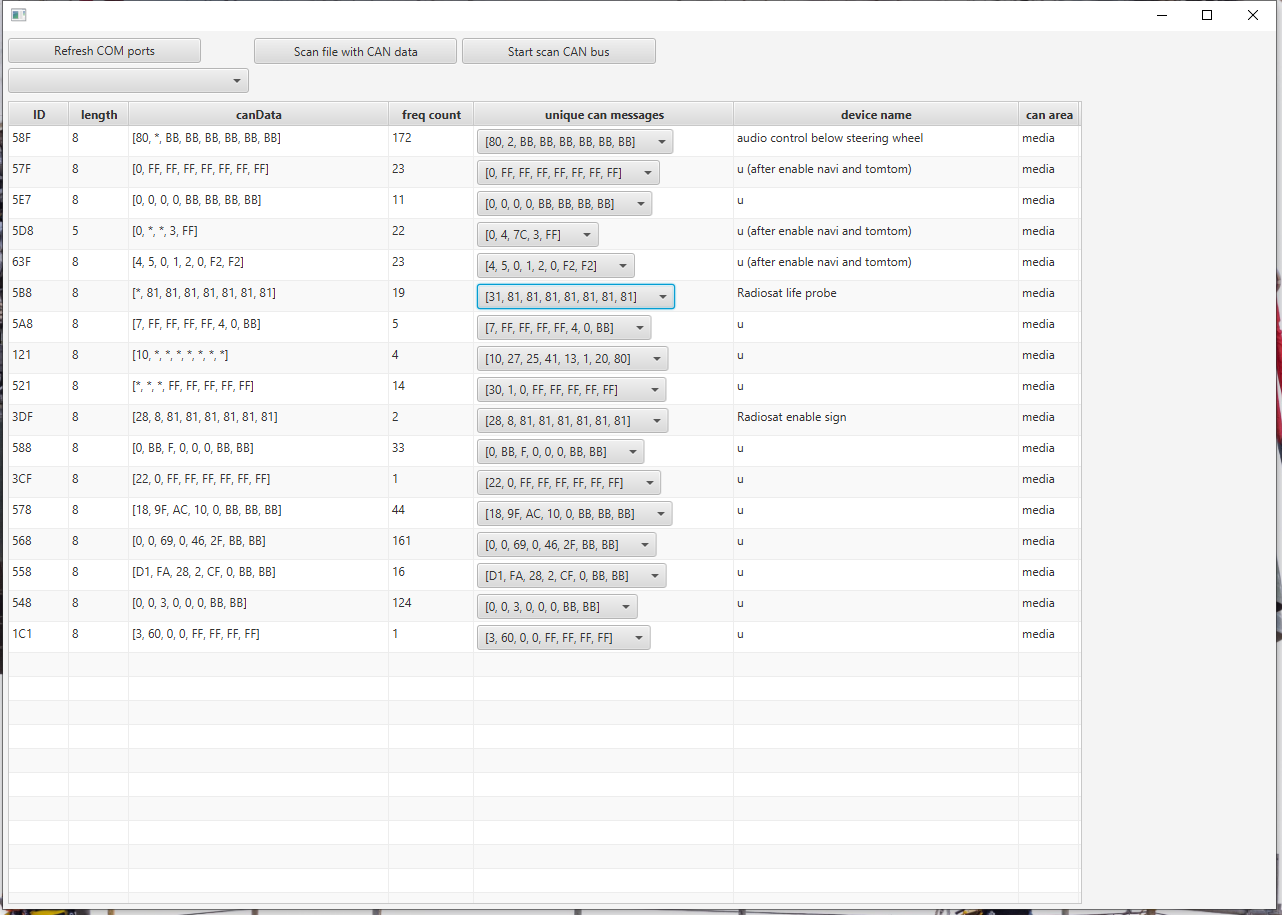 Refresh COM ports Scan file with CAN data Start scan CAN bus
ID length canData freq count unique can messages device name can area
58F 8 [80, *, BB, BB, BB, BB, BB, BB] 172 [80, 2, BB, BB, BB, BB, BB, BB] audio control below steering wheel media
57F 8 [0, FF, FF, FF, FF, FF, FF, FF] 23 [0, FF, FF, FF, FF, FF, FF, FF] u (after enable navi and tomtom) media
5E7 8 [0, 0, 0, 0, BB, BB, BB, BB] 11 [0, 0, 0, 0, BB, BB, BB, BB] u media
5D8 5 [0, *, *, 3, FF] 22 [0, 4, 7C, 3, FF] u (after enable navi and tomtom) media
63F 8 [4, 5, 0, 1, 2, 0, F2, F2] 23 [4, 5, 0, 1, 2, 0, F2, F2] u (after enable navi and tomtom) media
5B8 8 [*, 81, 81, 81, 81, 81, 81, 81] 19 [31, 81, 81, 81, 81, 81, 81, 81] Radiosat life probe media
5A8 8 [7, FF, FF, FF, FF, 4, 0, BB] 5 [7, FF, FF, FF, FF, 4, 0, BB] u media
121 8 [10, *, *, *, *, *, *, *] 4 [10, 27, 25, 41, 13, 1, 20, 80] u media
521 8 [*, *, *, FF, FF, FF, FF, FF] 14 [30, 1, 0, FF, FF, FF, FF, FF] u media
3DF 8 [28, 8, 81, 81, 81, 81, 81, 81] 2 [28, 8, 81, 81, 81, 81, 81, 81] Radiosat enable sign media
588 8 [0, BB, F, 0, 0, 0, BB, BB] 33 [0, BB, F, 0, 0, 0, BB, BB] u media
3CF 8 [22, 0, FF, FF, FF, FF, FF, FF] 1 [22, 0, FF, FF, FF, FF, FF, FF] u media
578 8 [18, 9F, AC, 10, 0, BB, BB, BB] 44 [18, 9F, AC, 10, 0, BB, BB, BB] u media
568 8 [0, 0, 69, 0, 46, 2F, BB, BB] 161 [0, 0, 69, 0, 46, 2F, BB, BB] u media
558 8 [D1, FA, 28, 2, CF, 0, BB, BB] 16 [D1, FA, 28, 2, CF, 0, BB, BB] u media
548 8 [0, 0, 3, 0, 0, 0, BB, BB] 124 [0, 0, 3, 0, 0, 0, BB, BB] u media
1C1 8 [3, 60, 0, 0, FF, FF, FF, FF] 1 [3, 60, 0, 0, FF, FF, FF, FF] u media